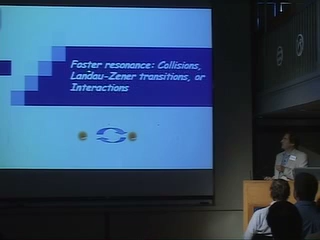 Foster resonance: Collisions,
Landau-Zener transitions, or
Interactions